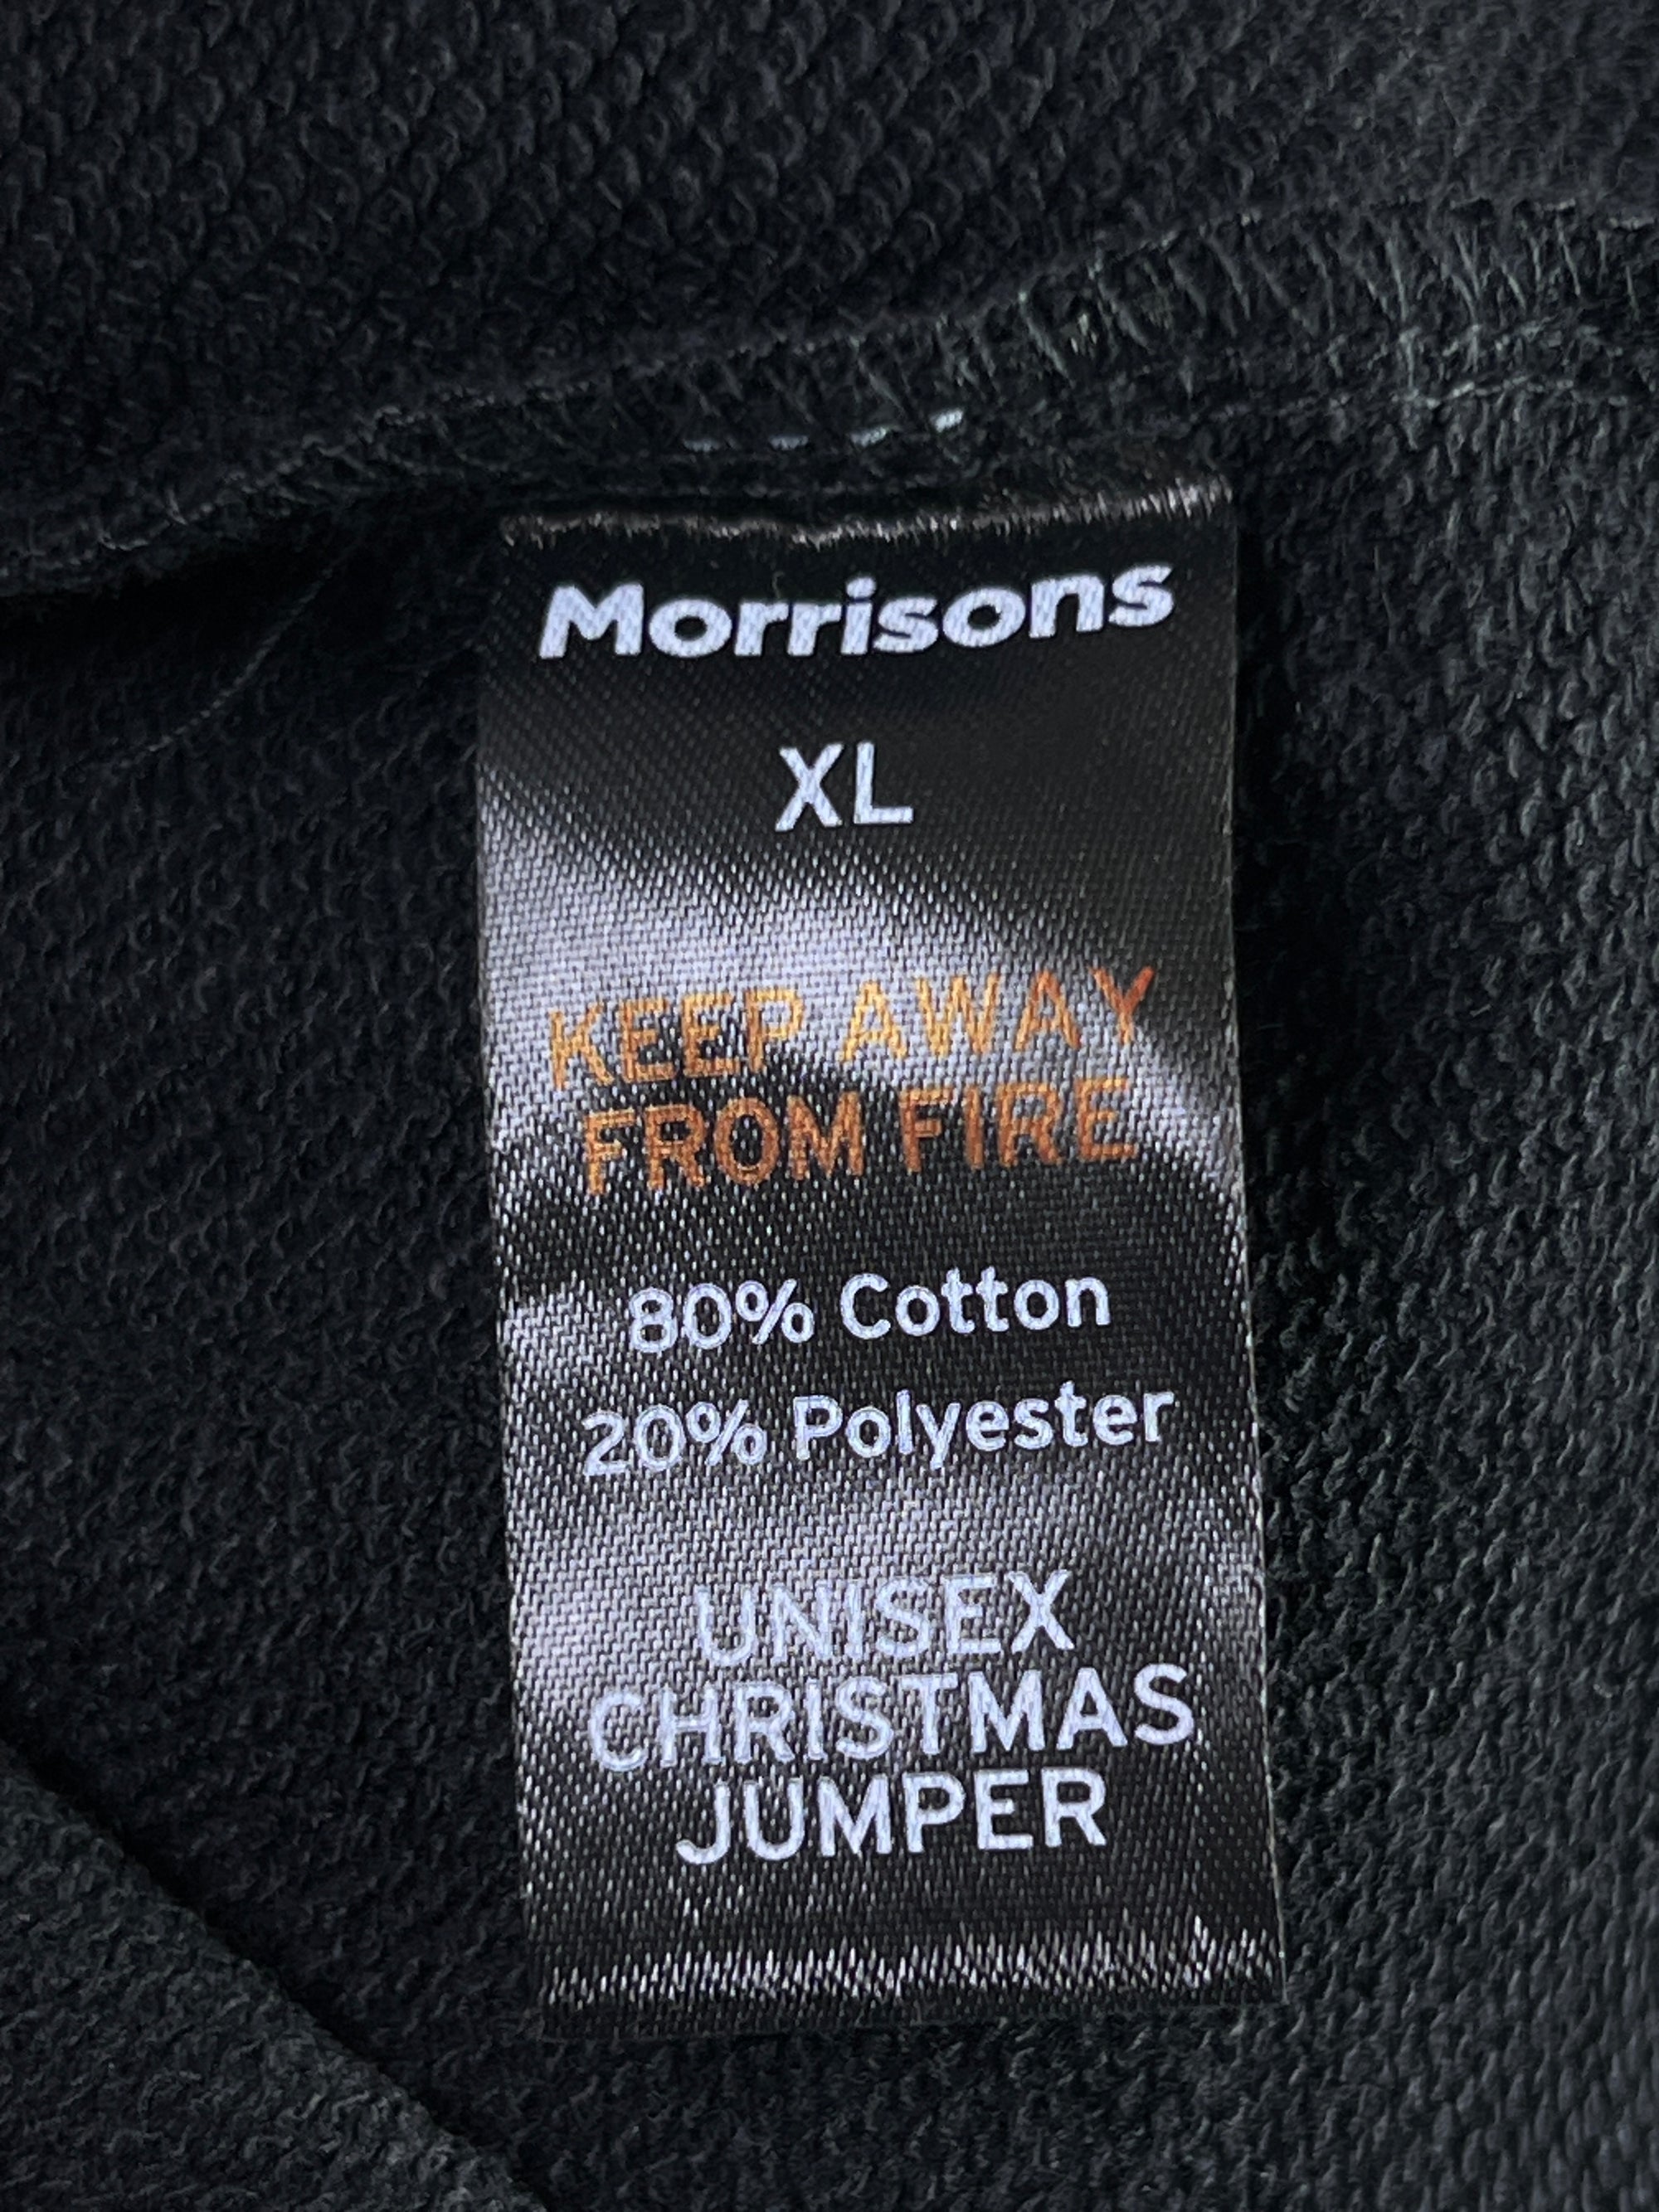 Morrisons
XL
KEEP AWAY
FROM FIRE
80% Cotton
20% Polyester
UNISEX
CHRISTMAS
JUMPER